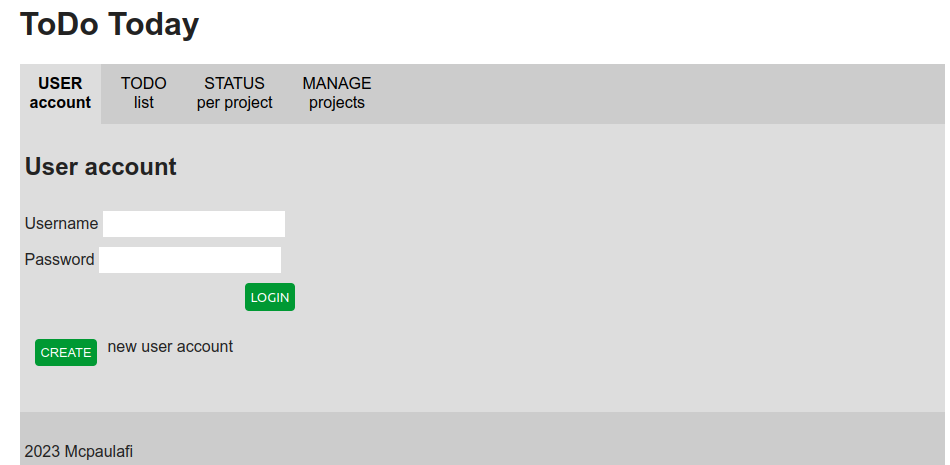 ToDo Today
USER TODO STATUS MANAGE
account list per project projects
User account
Username
Password
LOGIN
CREATE new user account
2023 Mcpaulafi